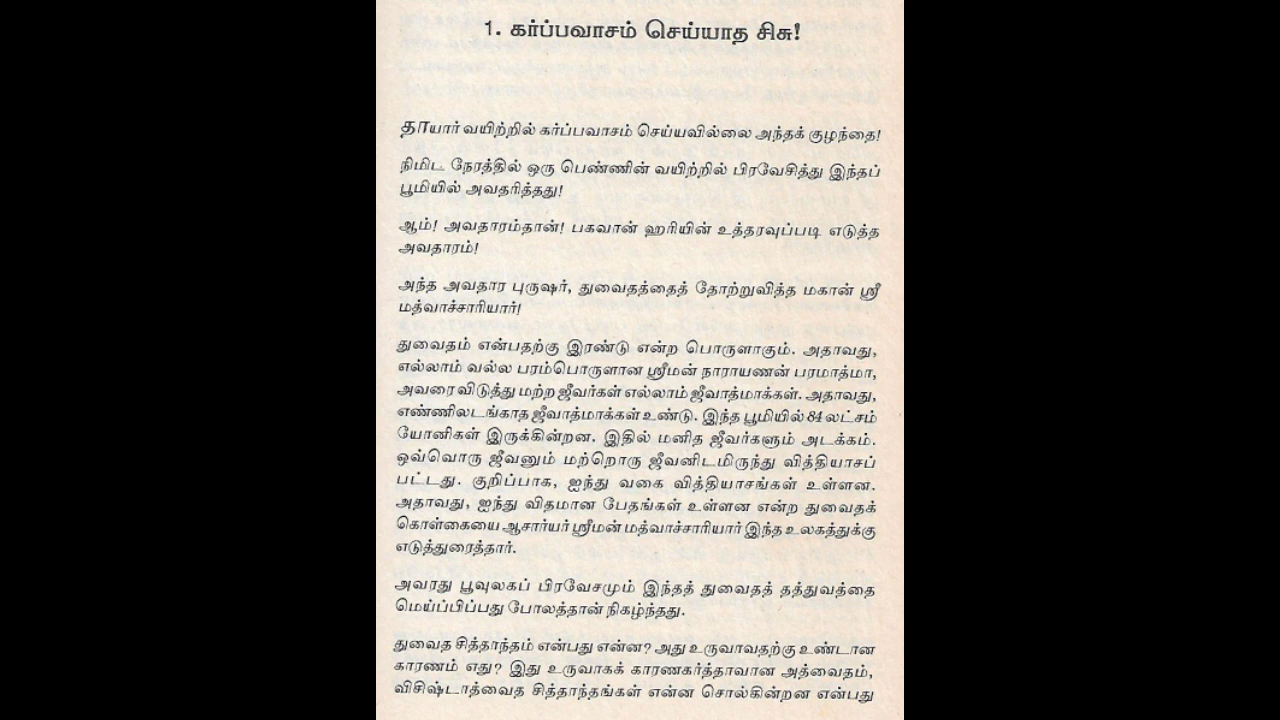 1. கர்ப்பவாசம் செய்யாத சிசு!
தாயார் வயிற்றில் கர்ப்பவாசம் செய்யவில்லை அந்தக் குழந்தை!
நிமிட நேரத்தில் ஒரு பெண்ணின் வயிற்றில் பிரவேசித்து இந்தப்
பூமியில் அவதரித்தது!
ஆம்! அவதாரம்தான்! பகவான் ஹரியின் உத்தரவுப்படி எடுத்த
அவதாரம்!
அந்த அவதார புருஷர், துவைதத்தைத் தோற்றுவித்த மகான் ஸ்ரீ
மத்வாச்சாரியார்!
துவைதம் என்பதற்கு இரண்டு என்ற பொருளாகும். அதாவது,
எல்லாம் வல்ல பரம்பொருளான ஸ்ரீமன் நாராயணன் பரமாத்மா,
அவரை விடுத்து மற்ற ஜீவர்கள் எல்லாம் ஜீவாத்மாக்கள். அதாவது,
எண்ணிலடங்காத ஜீவாத்மாக்கள் உண்டு. இந்த பூமியில் 84 லட்சம்
யோனிகள் இருக்கின்றன. இதில் மனித ஜீவர்களும் அடக்கம்.
ஒவ்வொரு ஜீவனும் மற்றொரு ஜீவனிடமிருந்து வித்தியாசப்
பட்டது. குறிப்பாக, ஐந்து வகை வித்தியாசங்கள் உள்ளன.
அதாவது, ஐந்து விதமான பேதங்கள் உள்ளன என்ற துவைதக்
கொள்கையை ஆசார்யர் ஸ்ரீமன் மத்வாச்சாரியார் இந்த உலகத்துக்கு
எடுத்துரைத்தார்.
அவரது பூவுலகப் பிரவேசமும் இந்தத் துவைதத் தத்துவத்தை
மெய்ப்பிப்பது போலத்தான் நிகழ்ந்தது.
துவைத சித்தாந்தம் என்பது என்ன? அது உருவாவதற்கு உண்டான
காரணம் எது? இது உருவாகக் காரணகர்த்தாவான அத்வைதம்,
விசிஷ்டாத்வைத சித்தாந்தங்கள் என்ன சொல்கின்றன என்பது